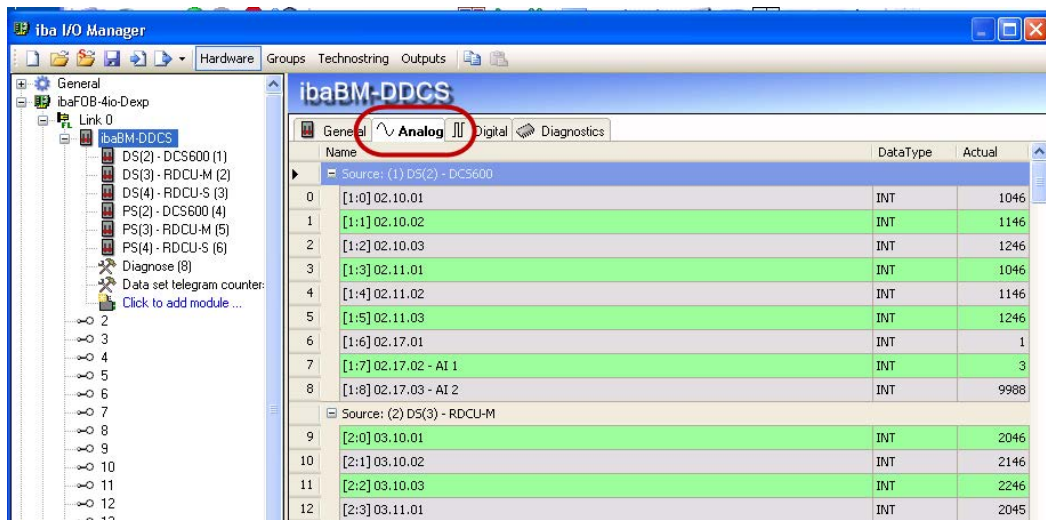 iba I/O Manager
Hardware Groups Technostring Outputs
General
ibaFOB-4io-Dexp
Link 0
ibaBM-DDCS
DS(2) - DCS600 (1)
DS(3) - RDCU-M (2)
DS(4) - RDCU-S (3)
PS(2) - DCS600 (4)
PS(3) - RDCU-M (5)
PS(4) - RDCU-S (6)
Diagnose (8)
Data set telegram counter
Click to add module ...
2
3
4
5
6
7
8
9
10
11
12
ibaBM-DDCS
General Analog Digital Diagnostics
Name DataType Actual
Source: (1) DS(2) - DCS600
0 [1:0] 02.10.01 INT 1046
1 [1:1] 02.10.02 INT 1146
2 [1:2] 02.10.03 INT 1246
3 [1:3] 02.11.01 INT 1046
4 [1:4] 02.11.02 INT 1146
5 [1:5] 02.11.03 INT 1246
6 [1:6] 02.17.01 INT 1
7 [1:7] 02.17.02 - AI 1 INT 3
8 [1:8] 02.17.03 - AI 2 INT 9988
Source: (2) DS(3) - RDCU-M
9 [2:0] 03.10.01 INT 2046
10 [2:1] 03.10.02 INT 2146
11 [2:2] 03.10.03 INT 2246
12 [2:3] 03.11.01 INT 2045